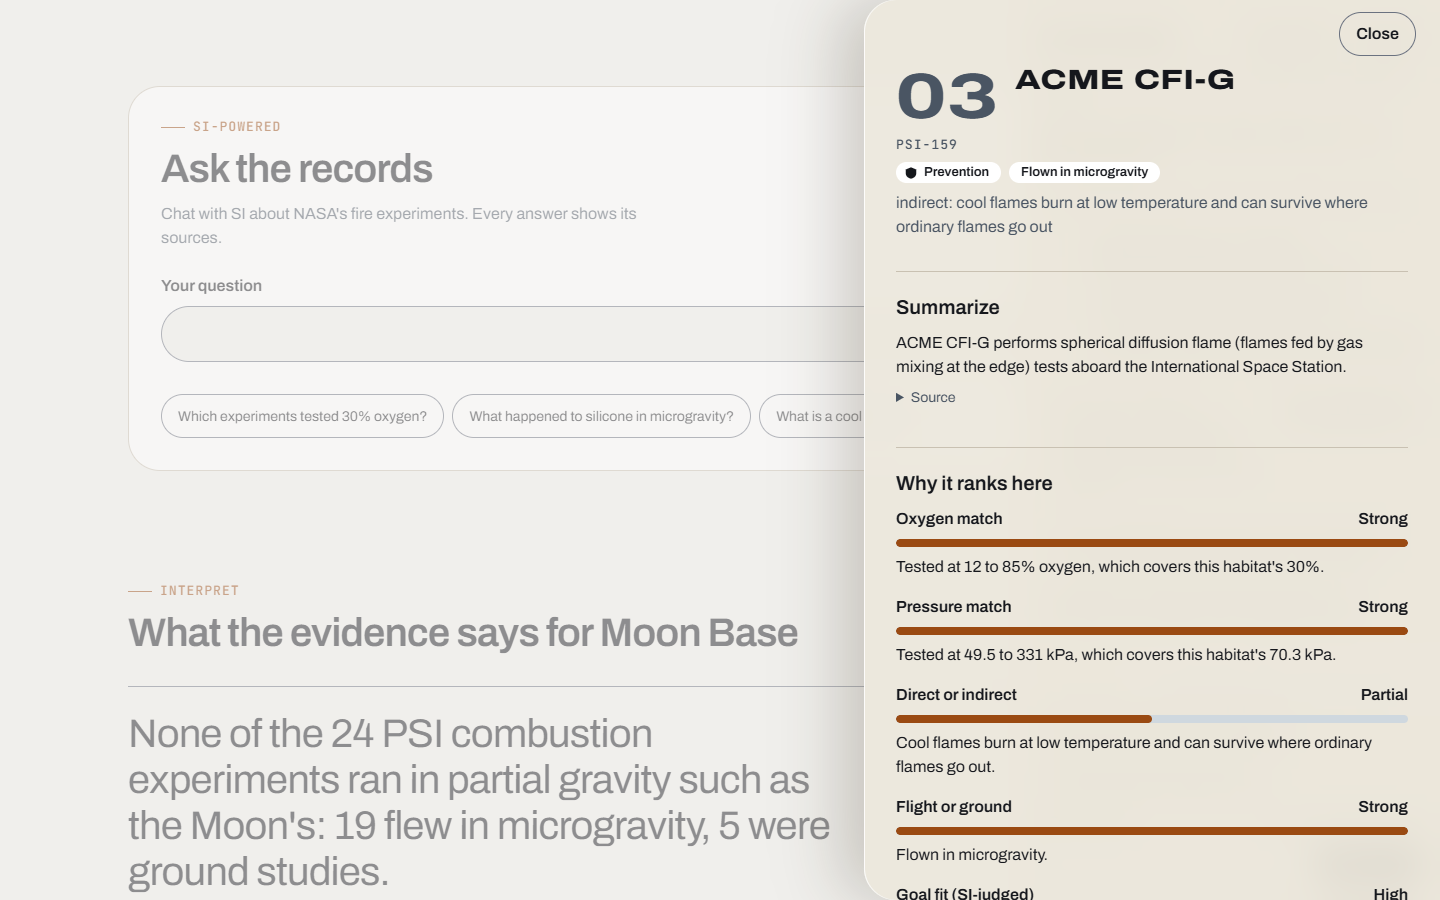 SI-POWERED
Ask the records
Chat with SI about NASA's fire experiments. Every answer shows its
sources.
Your question
Which experiments tested 30% oxygen?
What happened to silicone in microgravity?
What is a cool
INTERPRET
What the evidence says for Moon Base
None of the 24 PSI combustion
experiments ran in partial gravity such as
the Moon's: 19 flew in microgravity, 5 were
ground studies.
Close
03
ACME CFI-G
PSI-159
Prevention
Flown in microgravity
indirect: cool flames burn at low temperature and can survive where
ordinary flames go out
Summarize
ACME CFI-G performs spherical diffusion flame (flames fed by gas
mixing at the edge) tests aboard the International Space Station.
Source
Why it ranks here
Oxygen match Strong
Tested at 12 to 85% oxygen, which covers this habitat's 30%.
Pressure match Strong
Tested at 49.5 to 331 kPa, which covers this habitat's 70.3 kPa.
Direct or indirect Partial
Cool flames burn at low temperature and can survive where ordinary
flames go out.
Flight or ground Strong
Flown in microgravity.
Goal fit (SI-judged) High